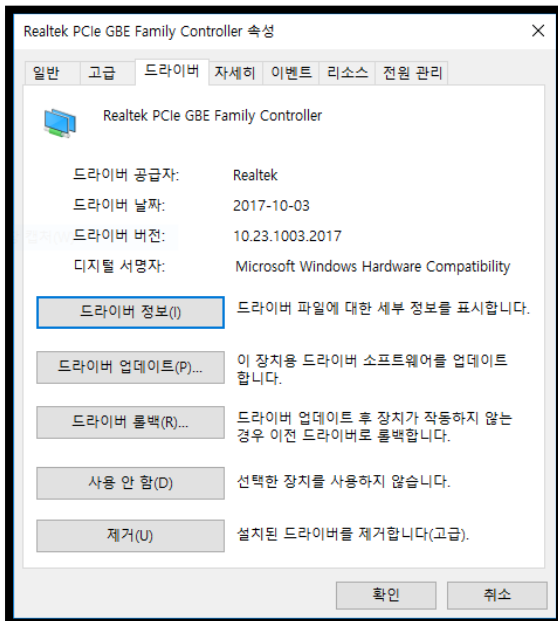 Realtek PCIe GBE Family Controller 속성
일반 고급 드라이버 자세히 이벤트 리소스 전원 관리
Realtek PCIe GBE Family Controller
드라이버 공급자: Realtek
드라이버 날짜: 2017-10-03
드라이버 버전: 10.23.1003.2017
디지털 서명자: Microsoft Windows Hardware Compatibility
드라이버 정보(I) 드라이버 파일에 대한 세부 정보를 표시합니다.
드라이버 업데이트(P)... 이 장치용 드라이버 소프트웨어를 업데이트
합니다.
드라이버 롤백(R)... 드라이버 업데이트 후 장치가 작동하지 않는
경우 이전 드라이버로 롤백합니다.
사용 안 함(D) 선택한 장치를 사용하지 않습니다.
제거(U) 설치된 드라이버를 제거합니다(고급).
확인 취소